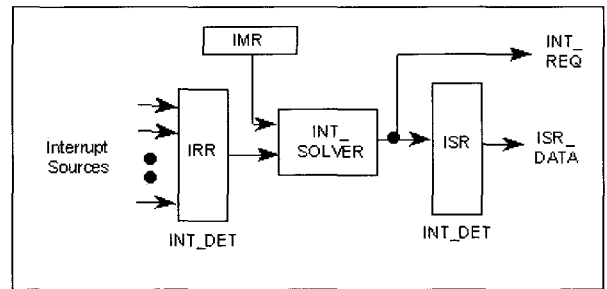 IMR
INT_
REQ
Interrupt
Sources
IRR
INT_
SOLVER
ISR
ISR_
DATA
INT_DET
INT_DET